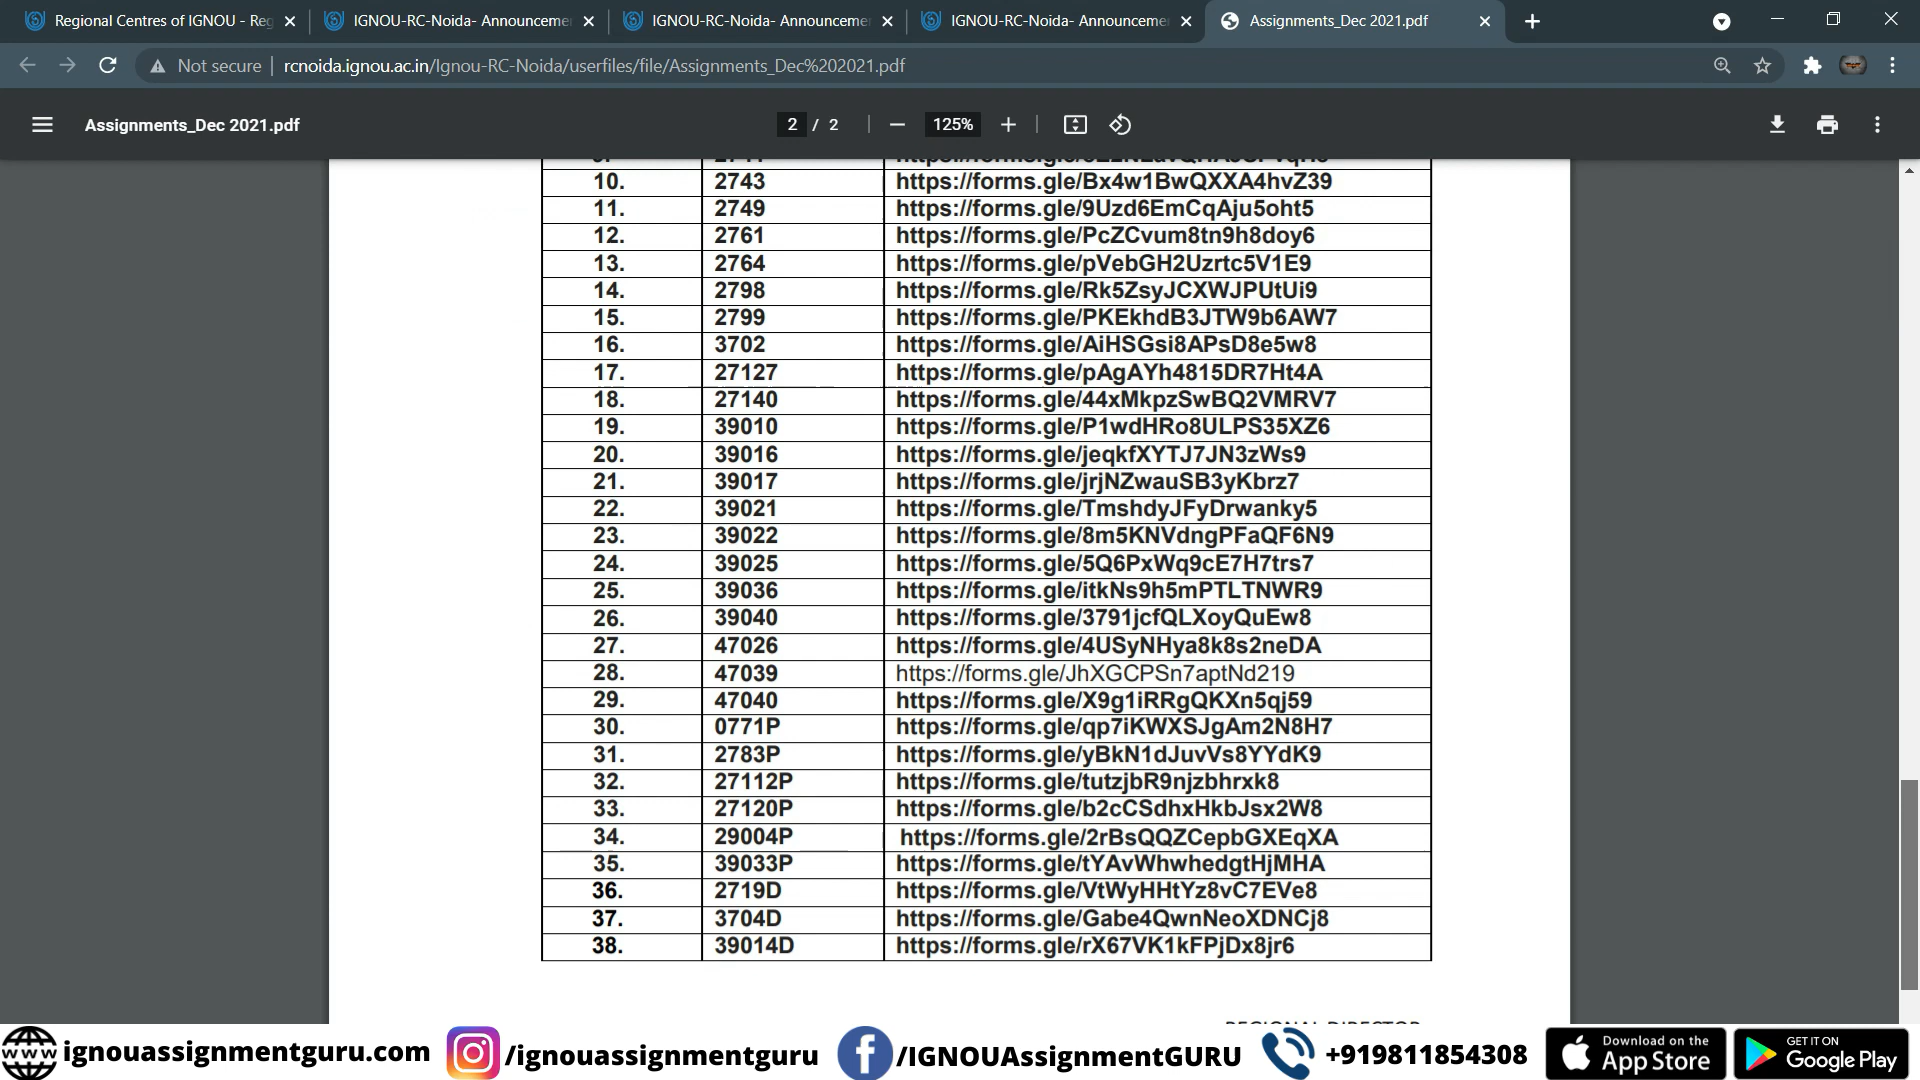 Regional Centres of IGNOU - Reg
IGNOU-RC-Noida- Announceme
IGNOU-RC-Noida- Announceme
IGNOU-RC-Noida- Announceme
Assignments_Dec 2021.pdf
Not secure
rcnoida.ignou.ac.in/Ignou-RC-Noida/userfiles/file/Assignments_Dec%202021.pdf
Assignments_Dec 2021.pdf
2 / 2
125%
10. 2743 https://forms.gle/Bx4w1BwQXXA4hvZ39
11. 2749 https://forms.gle/9Uzd6EmCqAju5oht5
12. 2761 https://forms.gle/PcZCvum8tn9h8doy6
13. 2764 https://forms.gle/pVebGH2Uzrtc5V1E9
14. 2798 https://forms.gle/Rk5ZsyJCXWJPUtUi9
15. 2799 https://forms.gle/PKEkhdB3JTW9b6AW7
16. 3702 https://forms.gle/AiHSGsi8APsD8e5w8
17. 27127 https://forms.gle/pAgAYh4815DR7Ht4A
18. 27140 https://forms.gle/44xMkpzSwBQ2VMRV7
19. 39010 https://forms.gle/P1wdHRo8ULPS35XZ6
20. 39016 https://forms.gle/jeqkfXYTJ7JN3zWs9
21. 39017 https://forms.gle/jrjNZwauSB3yKbrz7
22. 39021 https://forms.gle/TmshdyJFyDrwanky5
23. 39022 https://forms.gle/8m5KNVdngPFaQF6N9
24. 39025 https://forms.gle/5Q6PxWq9cE7H7trs7
25. 39036 https://forms.gle/itkNs9h5mPTLTNWR9
26. 39040 https://forms.gle/3791jcfQLXoyQuEw8
27. 47026 https://forms.gle/4USyNHya8k8s2neDA
28. 47039 https://forms.gle/JhXGCPSn7aptNd219
29. 47040 https://forms.gle/X9g1iRRgQKXn5qj59
30. 0771P https://forms.gle/qp7iKWXSJgAm2N8H7
31. 2783P https://forms.gle/yBkN1dJuvVs8YYdK9
32. 27112P https://forms.gle/tutzjbR9njzbhrxk8
33. 27120P https://forms.gle/b2cCSdhxHkbJsx2W8
34. 29004P https://forms.gle/2rBsQQZCepbGXEqXA
35. 39033P https://forms.gle/tYAvWhwhedgtHjMHA
36. 2719D https://forms.gle/VtWyHHtYz8vC7EVe8
37. 3704D https://forms.gle/Gabe4QwnNeoXDNCj8
38. 39014D https://forms.gle/rX67VK1kFPjDx8jr6
REGIONAL DIRECTOR
ignouassignmentguru.com
/ignouassignmentguru
/IGNOUAssignmentGURU
+919811854308
Download on the
App Store
GET IT ON
Google Play